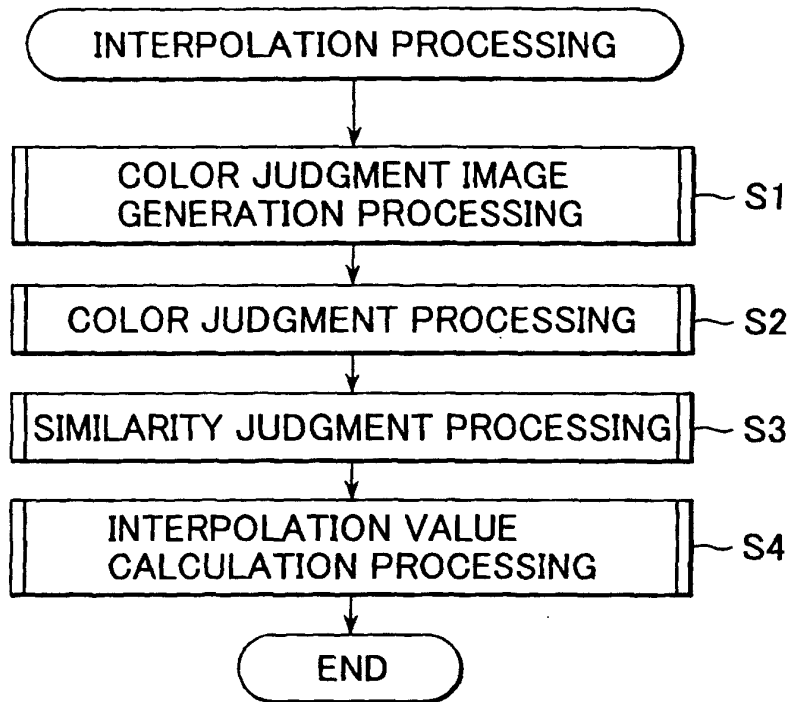 INTERPOLATION PROCESSING
COLOR JUDGMENT IMAGE
GENERATION PROCESSING
S1
COLOR JUDGMENT PROCESSING
S2
SIMILARITY JUDGMENT PROCESSING
S3
INTERPOLATION VALUE
CALCULATION PROCESSING
S4
END